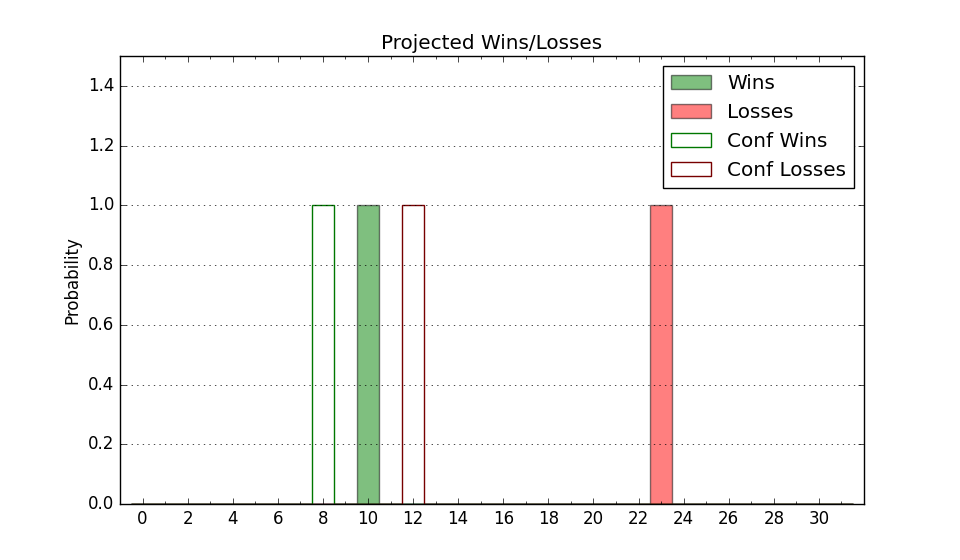 Projected Wins/Losses
Wins
Losses
Conf Wins
Conf Losses
Probability
1.4
1.2
1.0
0.8
0.6
0.4
0.2
0.0
0 2 4 6 8 10 12 14 16 18 20 22 24 26 28 30